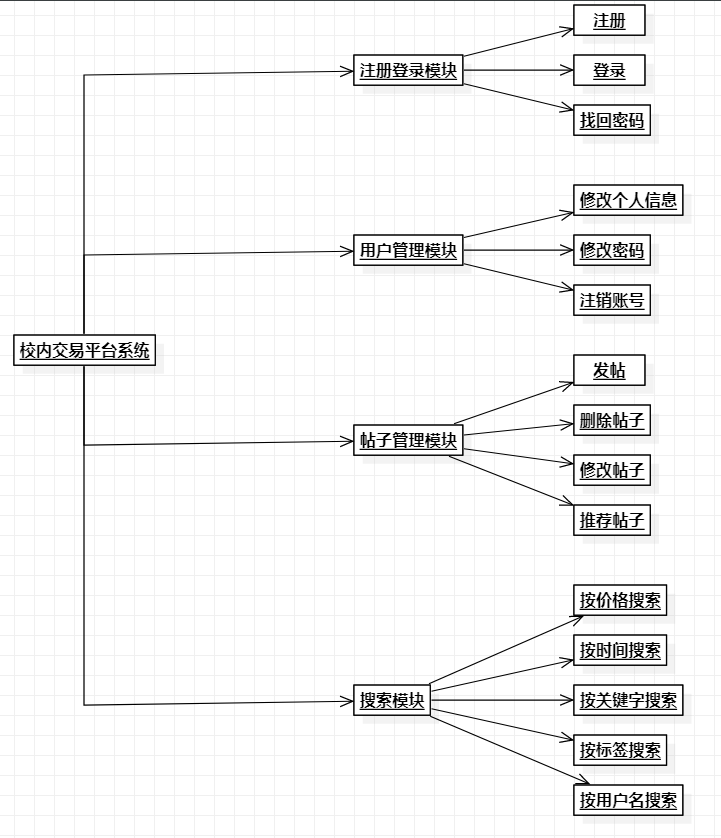 注册
注册登录模块
登录
找回密码
修改个人信息
用户管理模块
修改密码
注销账号
校内交易平台系统
发帖
删除帖子
帖子管理模块
修改帖子
推荐帖子
按价格搜索
按时间搜索
搜索模块
按关键字搜索
按标签搜索
按用户名搜索